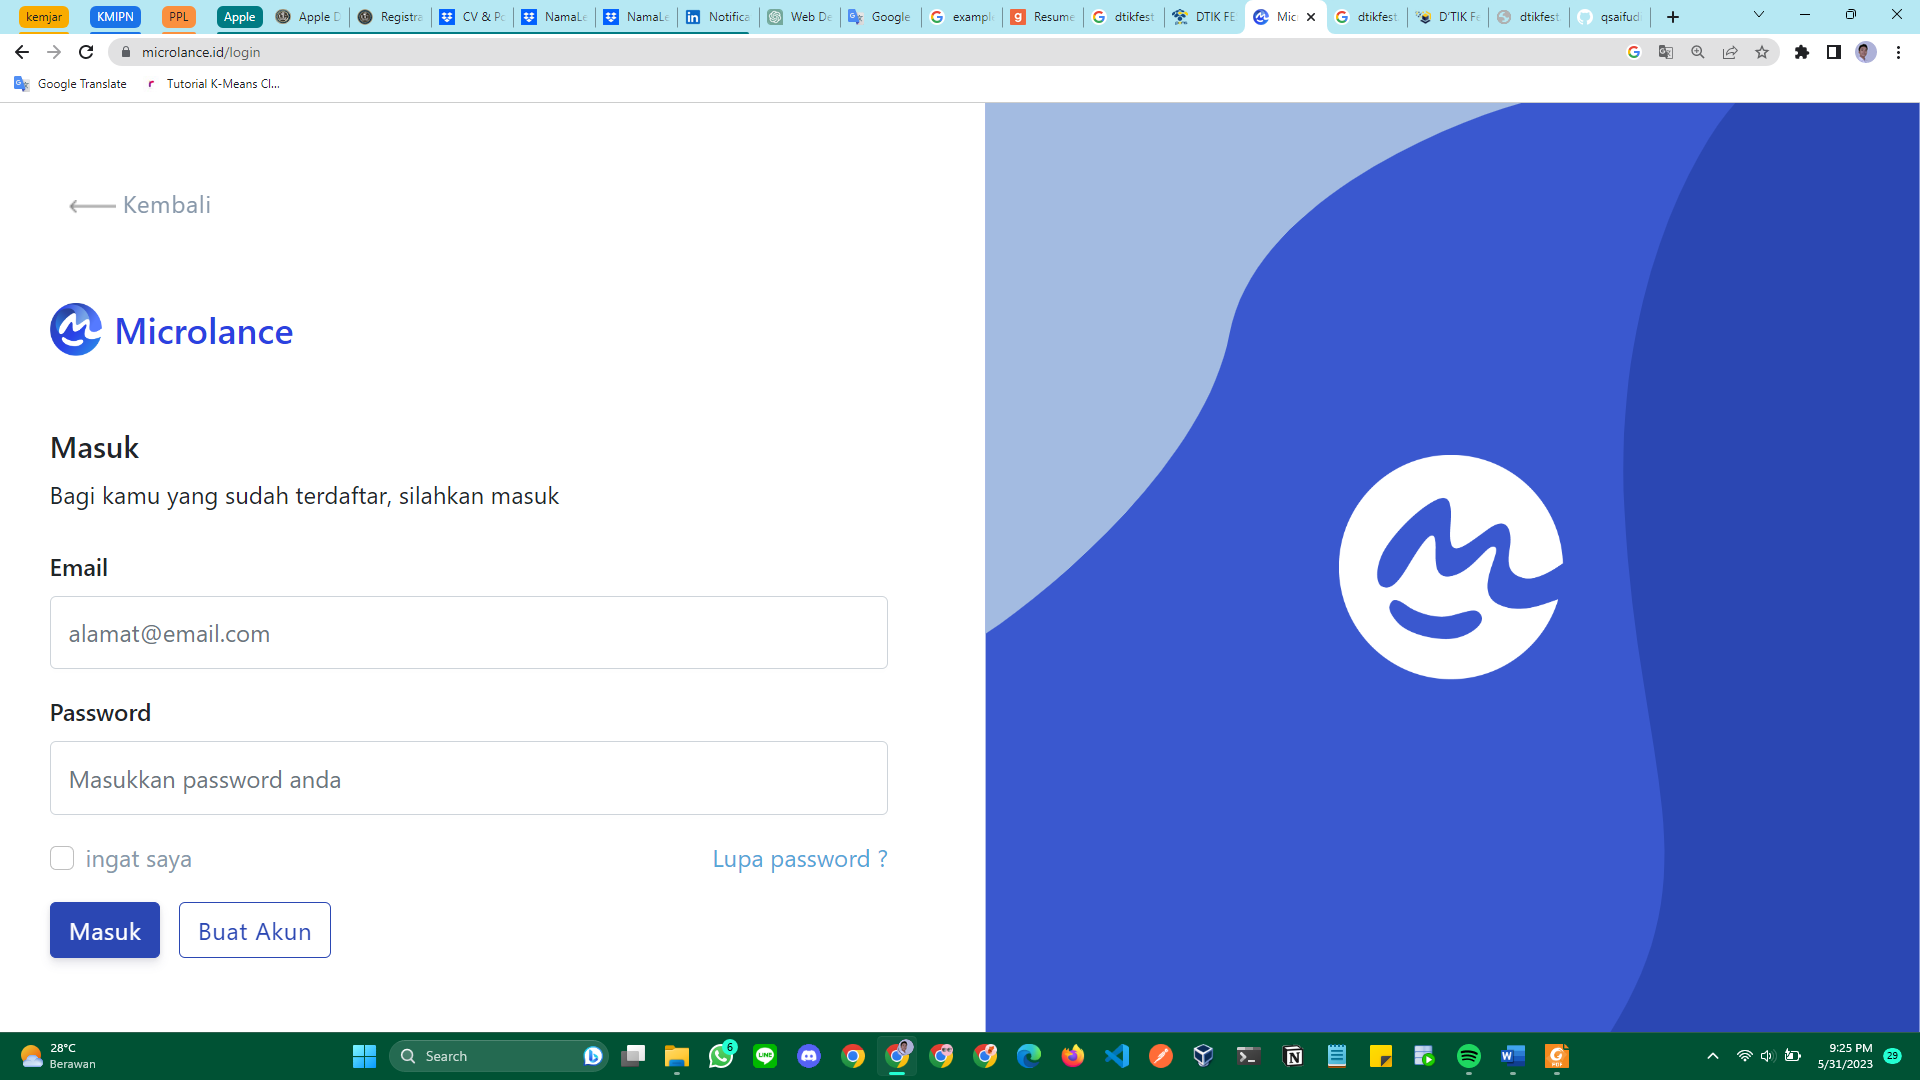 kemjar KMIPN PPL Apple Apple D Registra CV & Po NamaLe NamaLe Notifica Web De Google example Resume dtikfest DTIK FE Micr dtikfest D'TIK Fe dtikfest qsaifud
microlance.id/login
Google Translate Tutorial K-Means Cl...
Kembali
Microlance
Masuk
Bagi kamu yang sudah terdaftar, silahkan masuk
Email
alamat@email.com
Password
Masukkan password anda
ingat saya Lupa password ?
Masuk Buat Akun
28°C
Berawan
Search
6
9:25 PM
5/31/2023
29